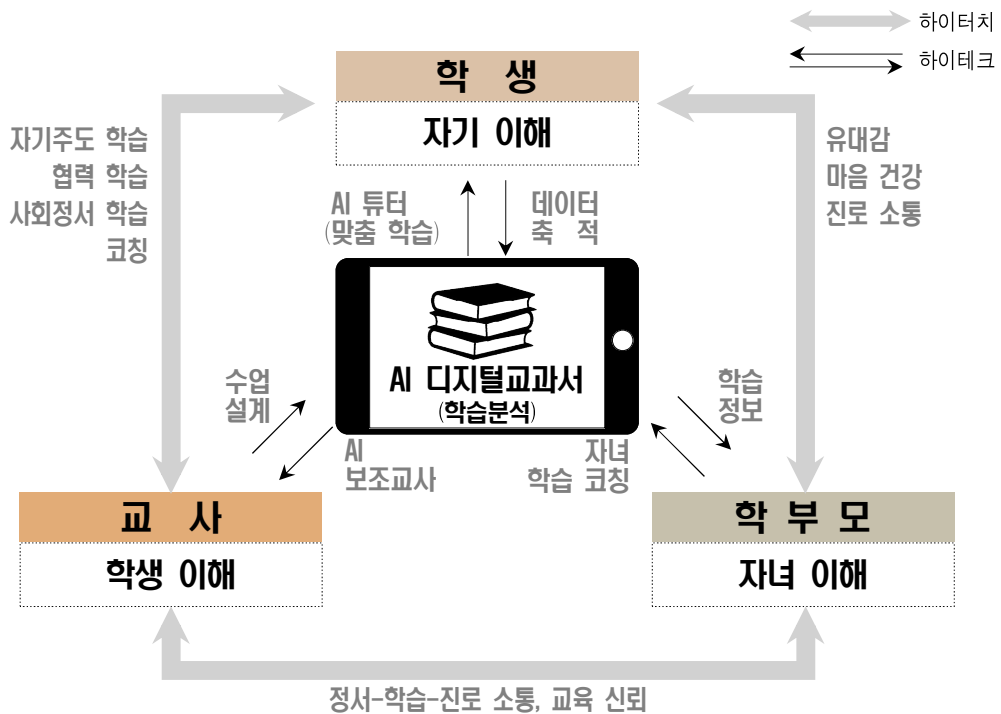 하이터치
하이테크
학 생
자기 이해
자기주도 학습
협력 학습
사회정서 학습
코칭
유대감
마음 건강
진로 소통
AI 튜터
(맞춤 학습)
데이터
축 적
AI 디지털교과서
(학습분석)
수업
설계
학습
정보
AI
보조교사
자녀
학습 코칭
교 사
학생 이해
학 부 모
자녀 이해
정서-학습-진로 소통, 교육 신뢰